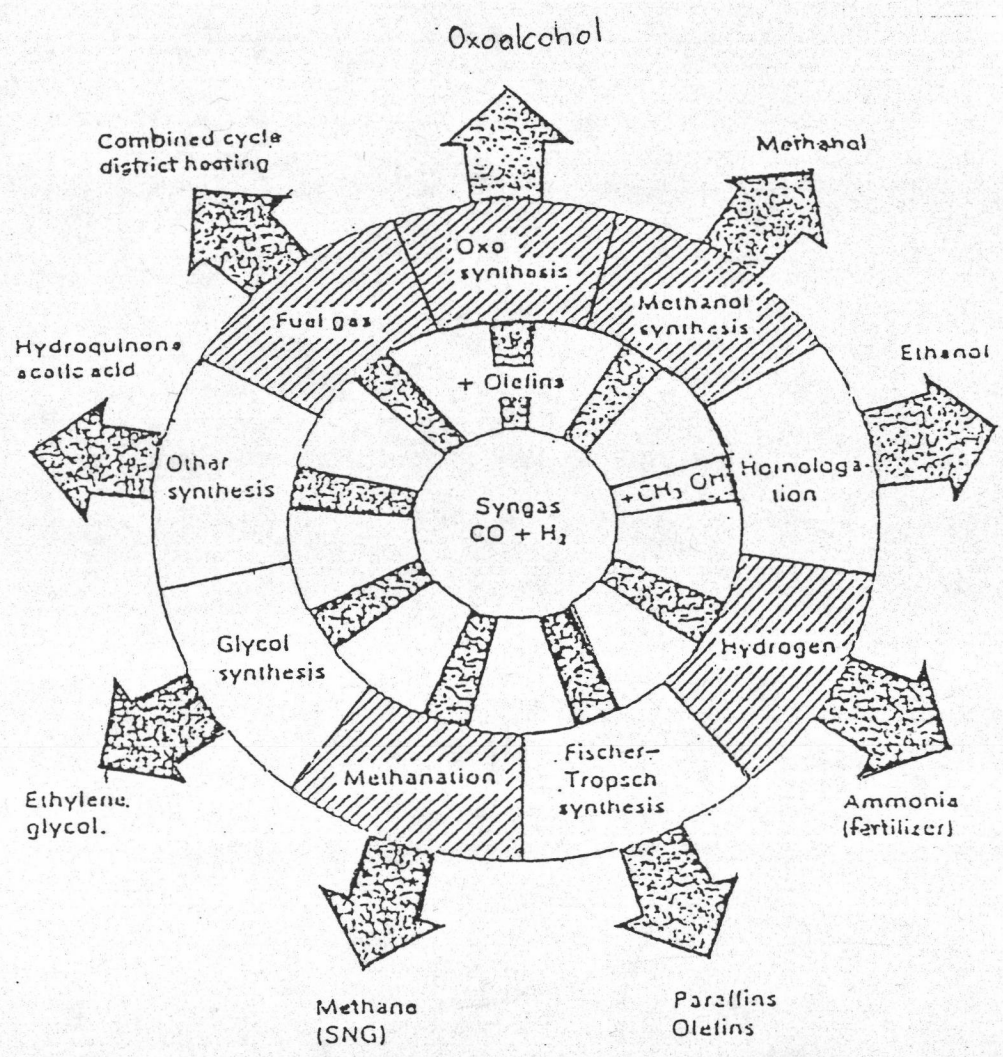 Oxoalcohol
Combined cycle
district heating
Methanol
Oxo
synthesis
Fuel gas
Methanol
synthesis
Hydroquinone
acetic acid
Ethanol
+ Olefins
Other
synthesis
Syngas
CO + H₂
+CH₃ OH
Homologa-
tion
Glycol
synthesis
Hydrogen
Methanation
Fischer-
Tropsch
synthesis
Ethylene
glycol.
Ammonia
(fertilizer)
Methane
(SNG)
Paraffins
Olefins